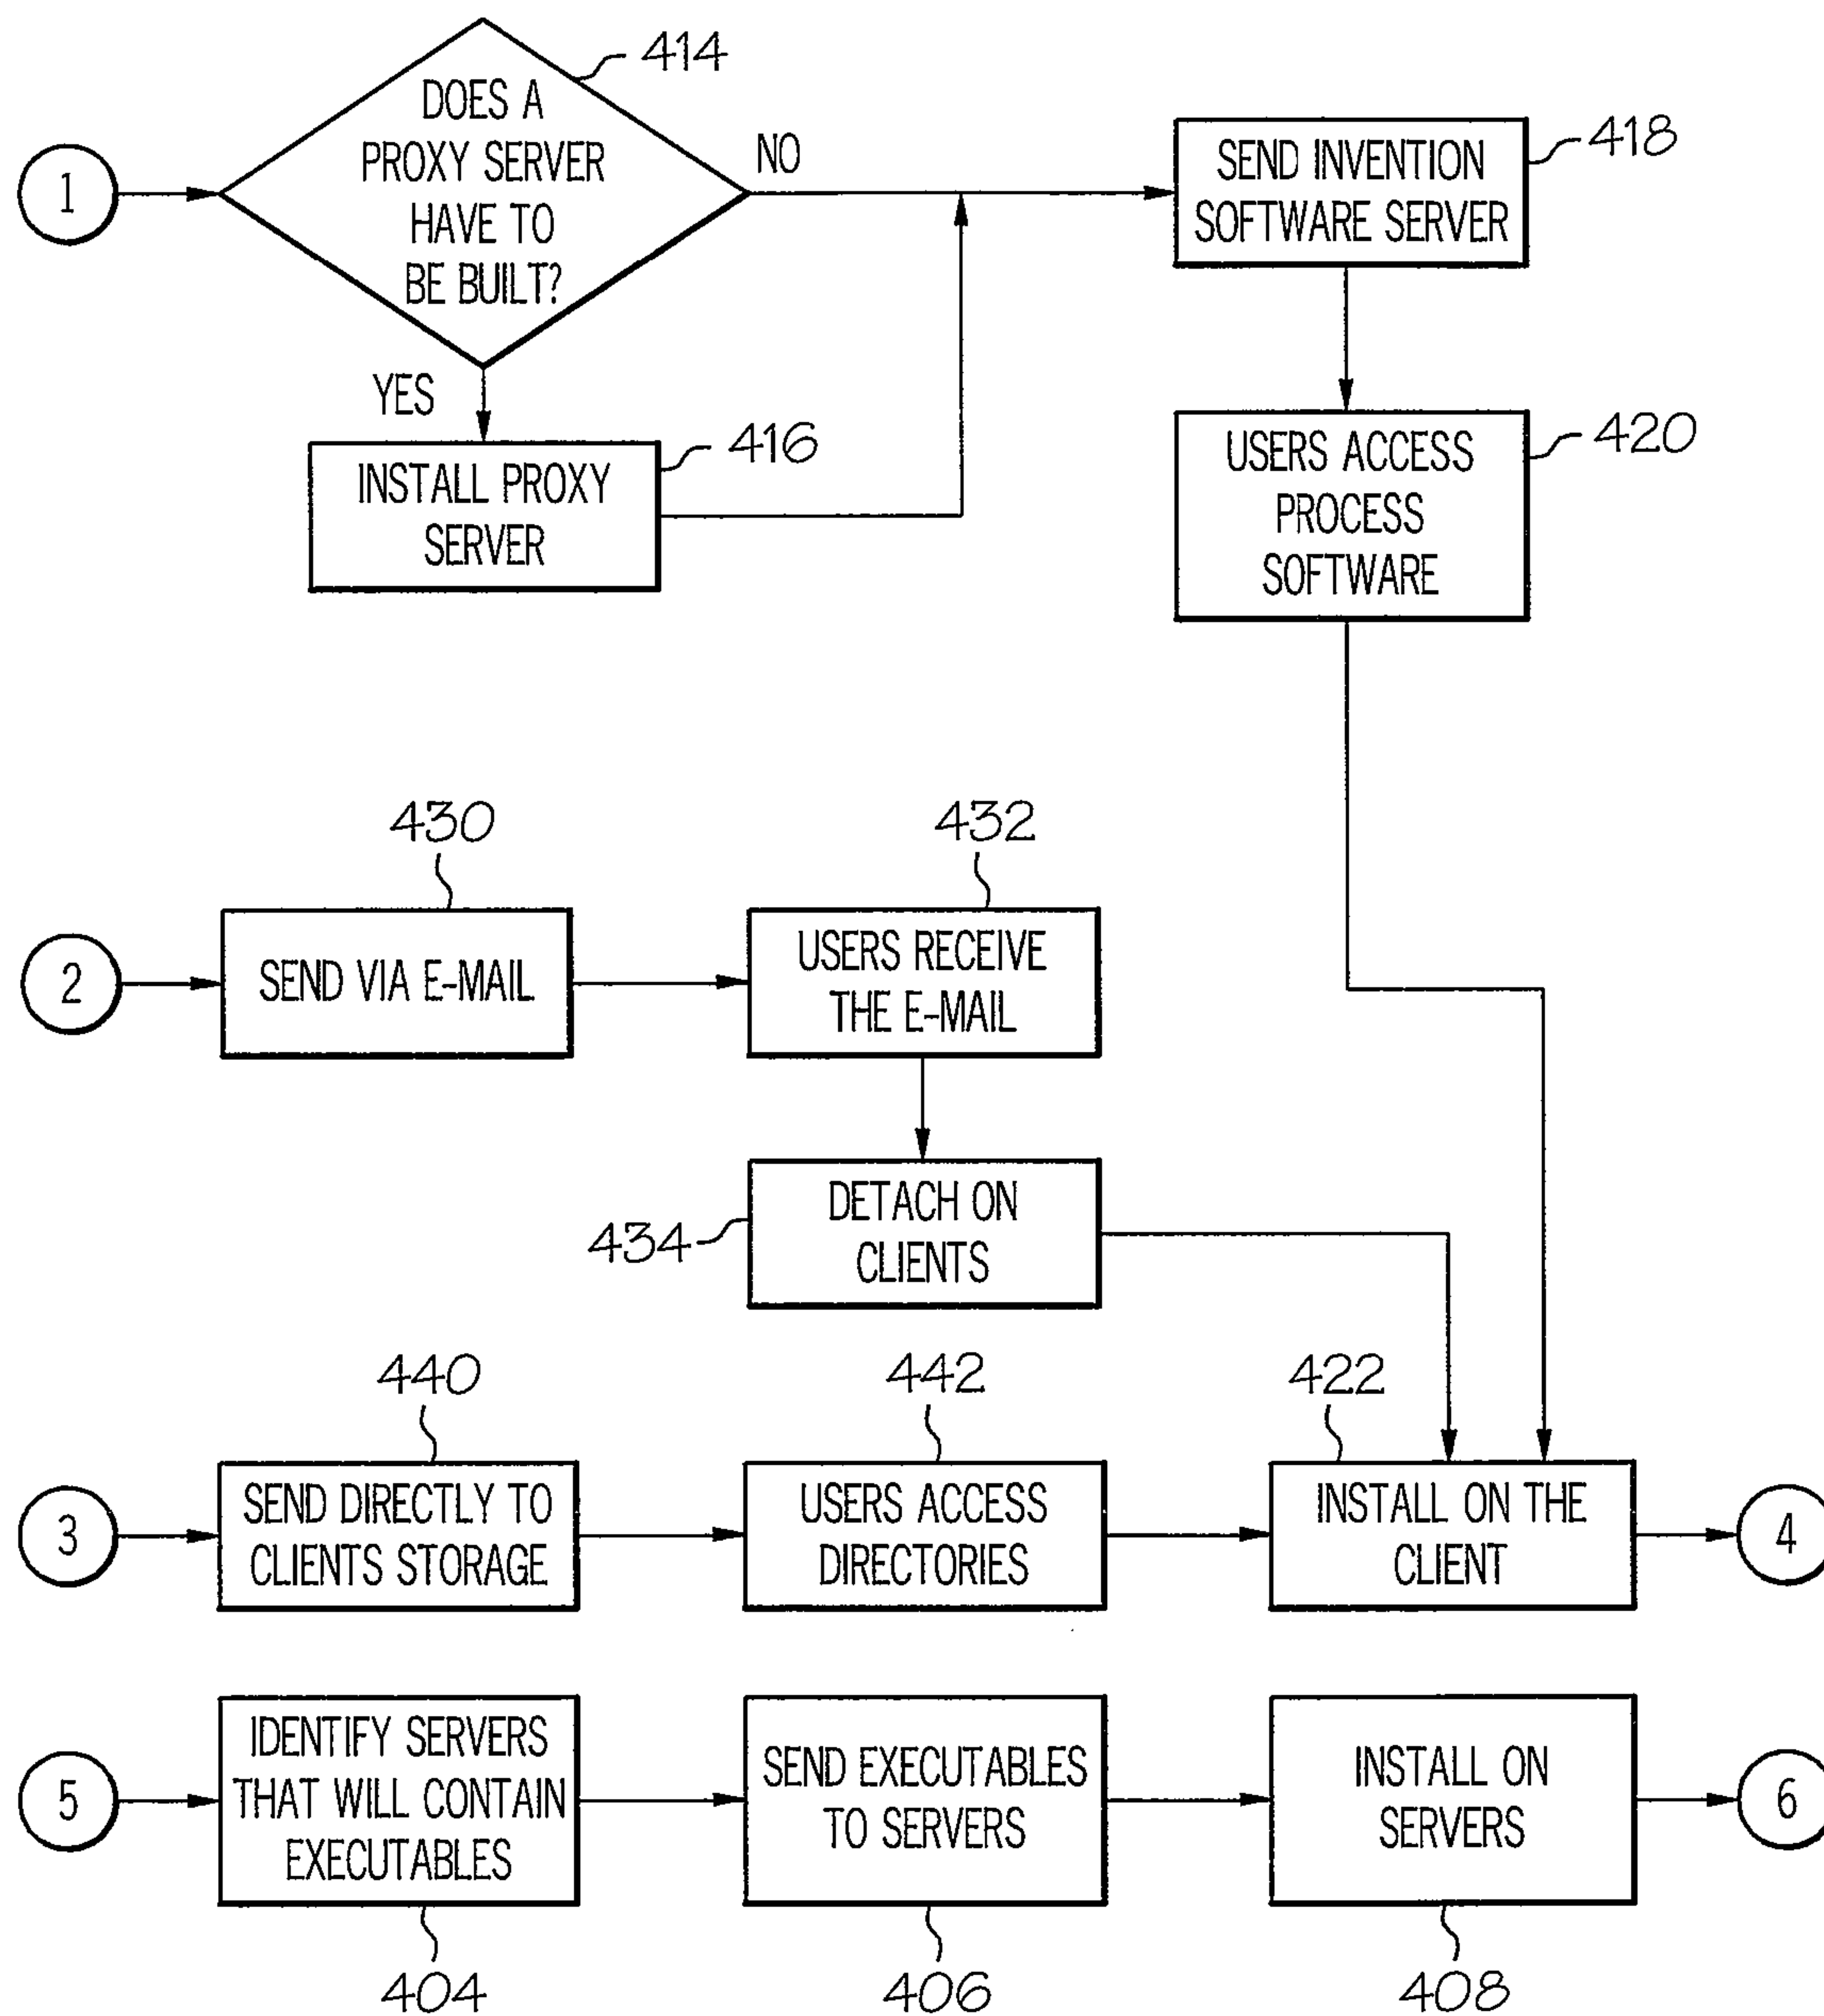 414
DOES A
PROXY SERVER
HAVE TO
BE BUILT?
1
NO
SEND INVENTION
SOFTWARE SERVER
418
YES
416
INSTALL PROXY
SERVER
USERS ACCESS
PROCESS
SOFTWARE
420
430
432
2
SEND VIA E-MAIL
USERS RECEIVE
THE E-MAIL
434
DETACH ON
CLIENTS
440
442
422
3
SEND DIRECTLY TO
CLIENTS STORAGE
USERS ACCESS
DIRECTORIES
INSTALL ON THE
CLIENT
4
5
IDENTIFY SERVERS
THAT WILL CONTAIN
EXECUTABLES
SEND EXECUTABLES
TO SERVERS
INSTALL ON
SERVERS
6
404
406
408